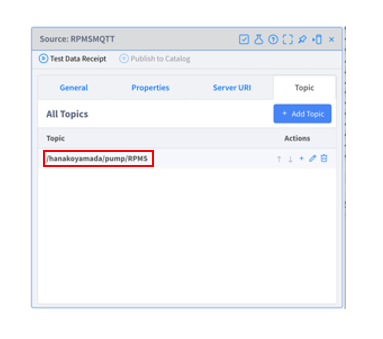 Source: RPMSMQTT
Test Data Receipt
Publish to Catalog
General
Properties
Server URI
Topic
All Topics
+ Add Topic
Topic
Actions
/hanakoyamada/pump/RPMS